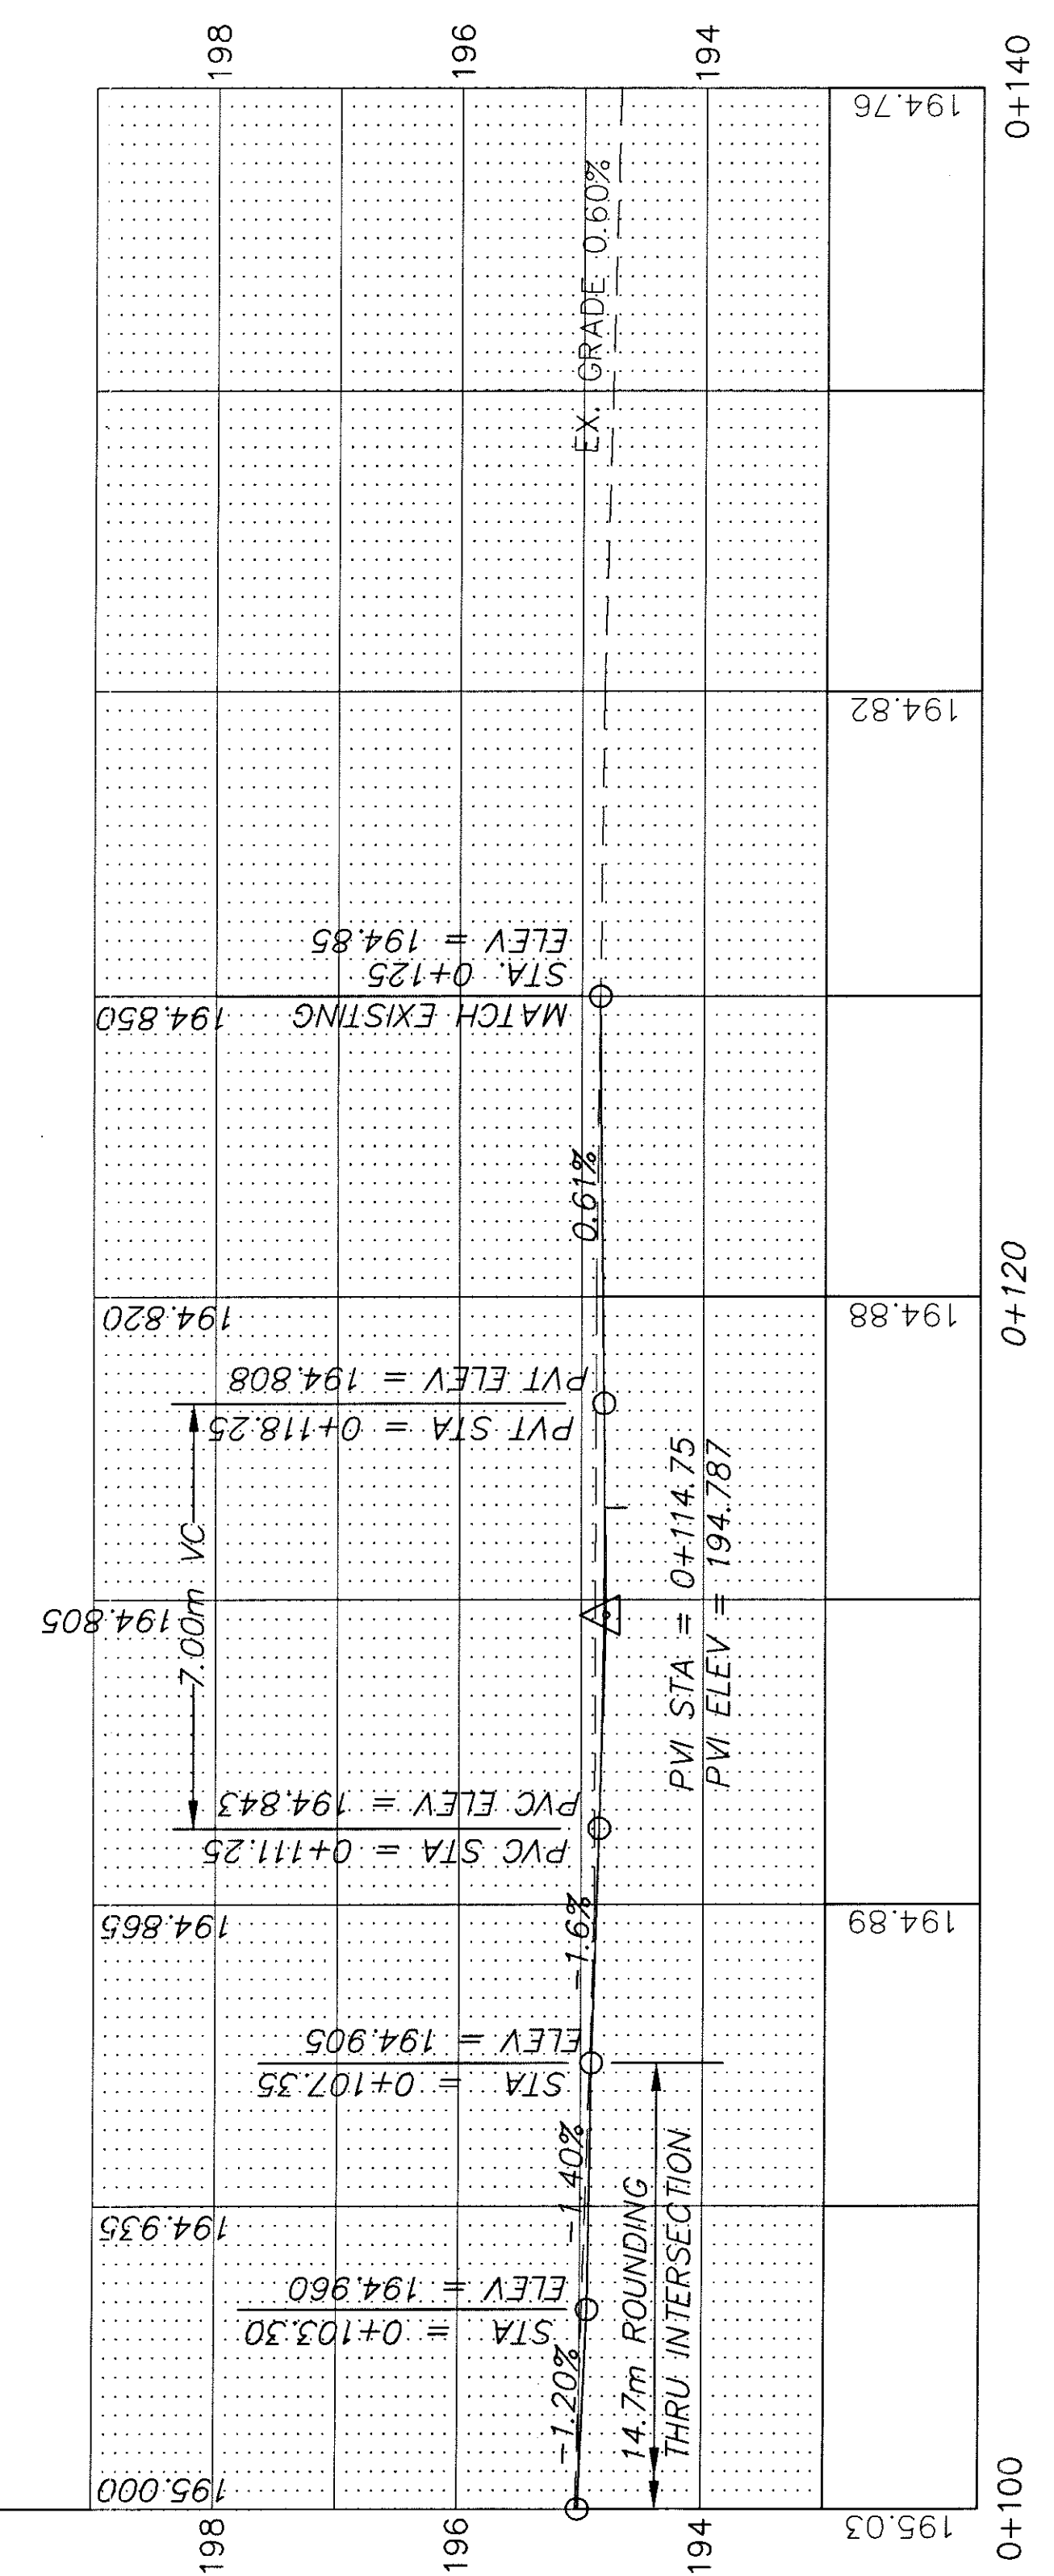 198
196
194
0+140
194.76
EX. GRADE 0.60%
194.82
MATCH EXISTING
STA. 0+125
ELEV = 194.85
194.850
0.61%
0+120
194.88
194.820
PVT STA = 0+118.25
PVT ELEV = 194.808
7.00m VC
194.805
PVI STA = 0+114.75
PVI ELEV = 194.787
PVC STA = 0+111.25
PVC ELEV = 194.843
-1.6%
194.865
194.89
STA = 0+107.35
ELEV = 194.905
-1.40%
194.935
14.7m ROUNDING
THRU INTERSECTION
STA = 0+103.30
ELEV = 194.960
-1.20%
195.000
195.03
198
196
194
0+100